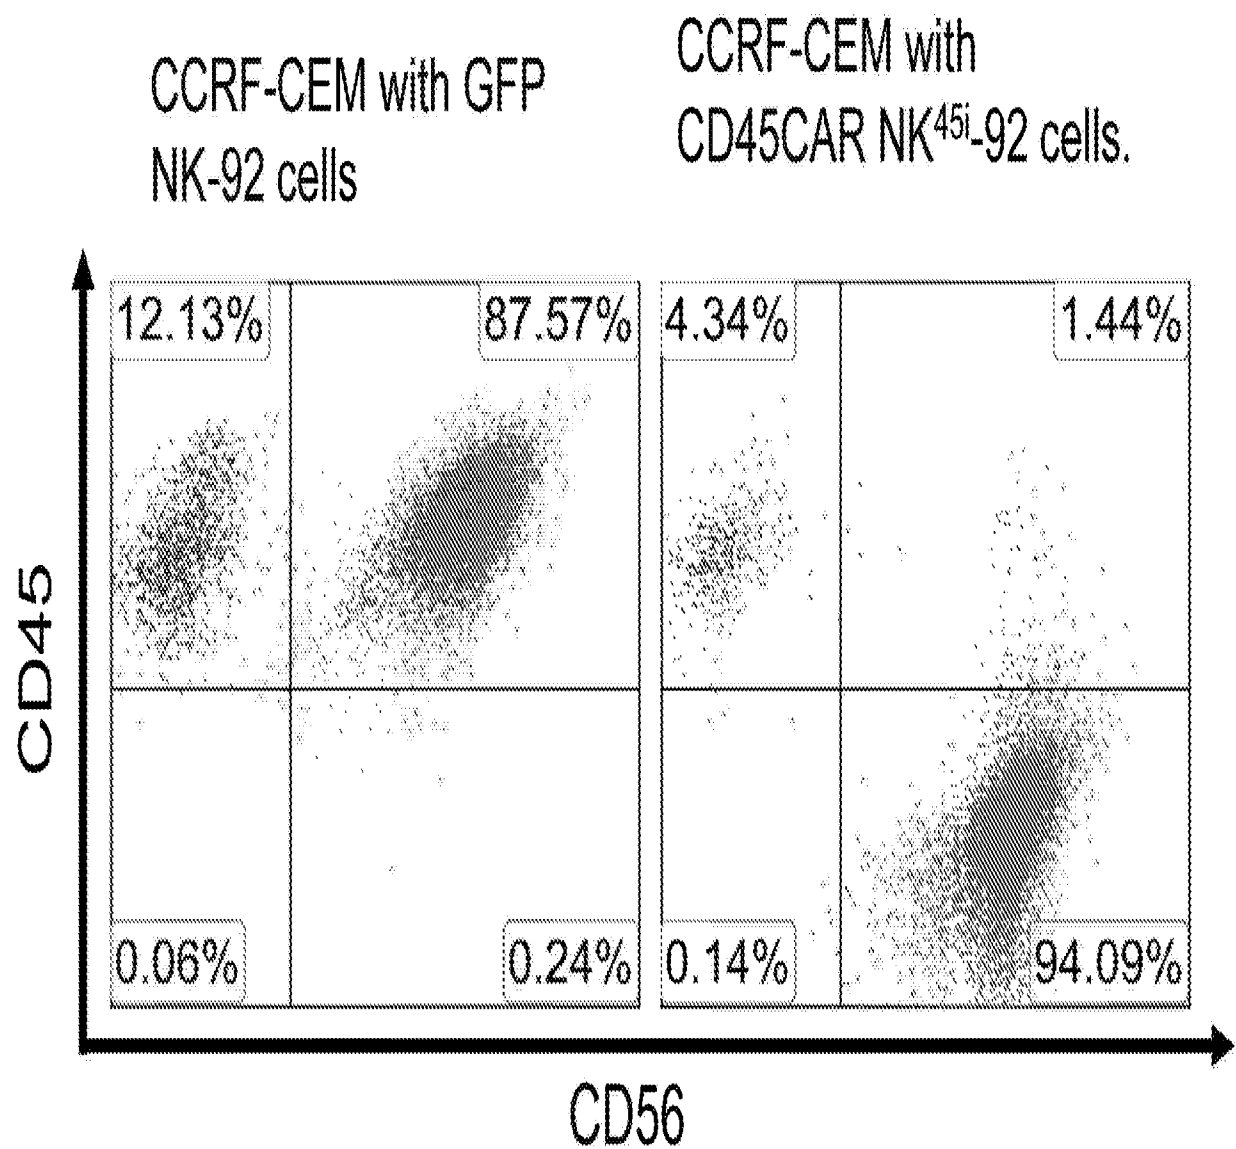 CCRF-CEM with GFP
NK-92 cells
CCRF-CEM with
CD45CAR NK45i-92 cells.
12.13%
87.57%
4.34%
1.44%
CD45
0.06%
0.24%
0.14%
94.09%
CD56